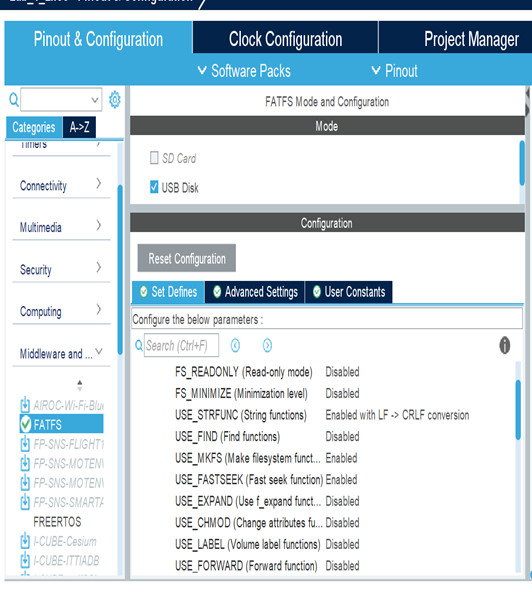 Pinout & Configuration
Clock Configuration
Project Manager
Software Packs
Pinout
Categories
A->Z
Timers
Connectivity
Multimedia
Security
Computing
Middleware and ...
AIROC-Wi-Fi-Blu
FATFS
FP-SNS-FLIGHT1
FP-SNS-MOTEN
FP-SNS-MOTEN
FP-SNS-SMARTA
FREERTOS
I-CUBE-Cesium
I-CUBE-ITTIADB
FATFS Mode and Configuration
Mode
SD Card
USB Disk
Configuration
Reset Configuration
Set Defines
Advanced Settings
User Constants
Configure the below parameters :
Search (Ctrl+F)
FS_READONLY (Read-only mode) Disabled
FS_MINIMIZE (Minimization level) Disabled
USE_STRFUNC (String functions) Enabled with LF -> CRLF conversion
USE_FIND (Find functions) Disabled
USE_MKFS (Make filesystem funct... Enabled
USE_FASTSEEK (Fast seek function) Enabled
USE_EXPAND (Use f_expand funct... Disabled
USE_CHMOD (Change attributes fu... Disabled
USE_LABEL (Volume label functions) Disabled
USE_FORWARD (Forward function) Disabled